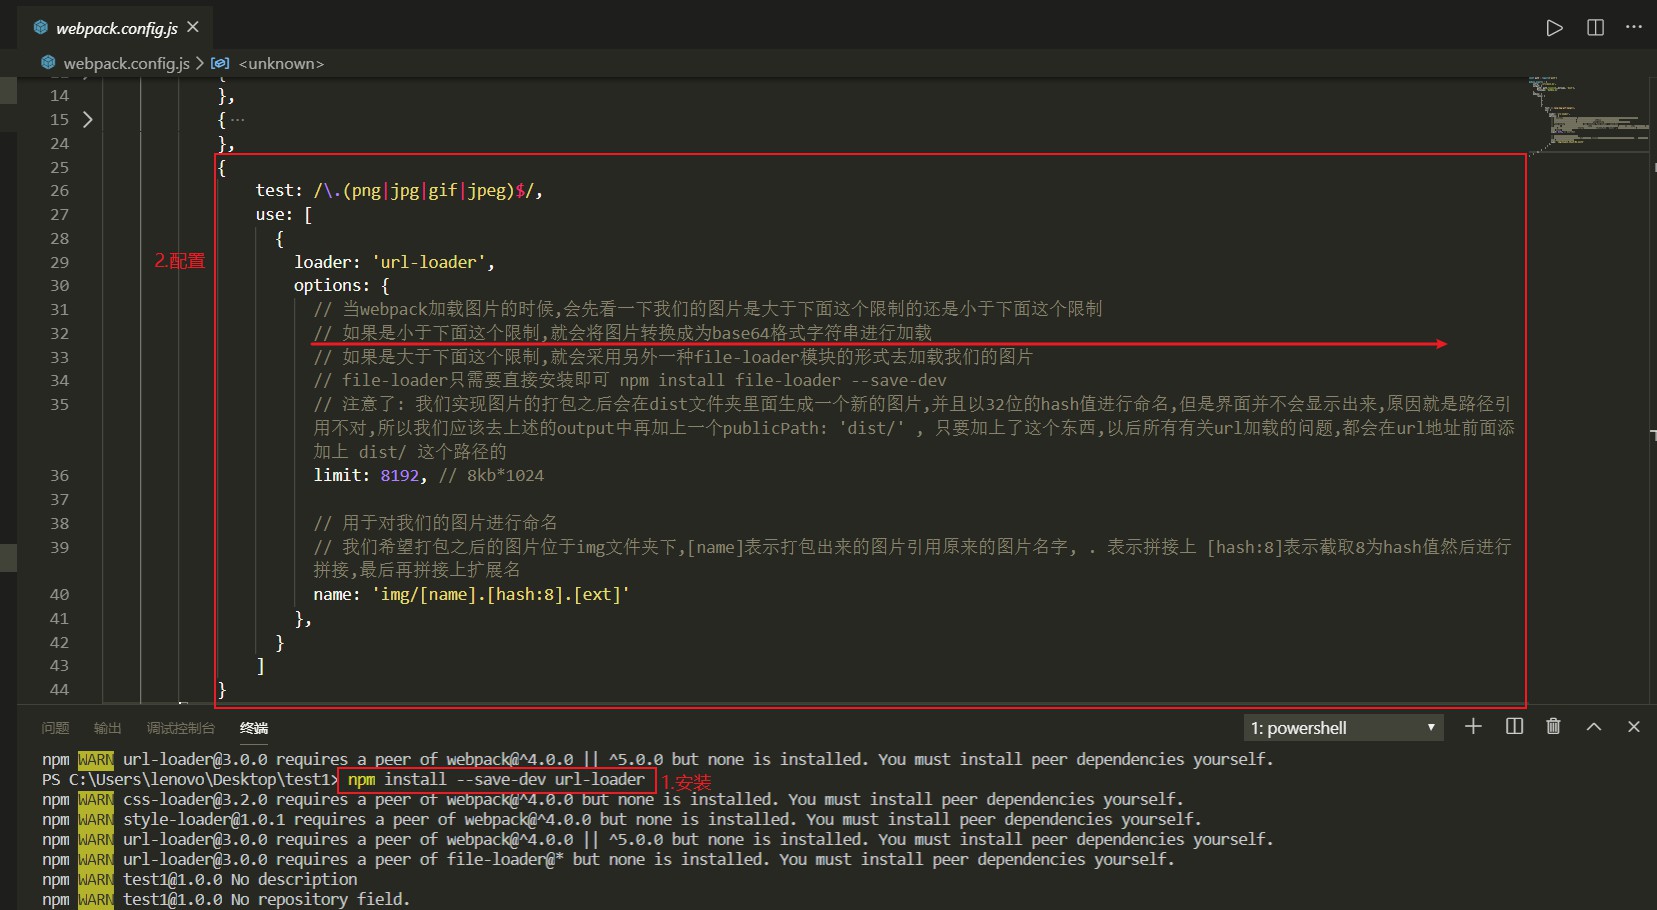 webpack.config.js
webpack.config.js > <unknown>
14 },
15 { ...
24 },
25 {
26 test: /\.(png|jpg|gif|jpeg)$/,
27 use: [
28 {
2.配置
29 loader: 'url-loader',
30 options: {
31 // 当webpack加载图片的时候,会先看一下我们的图片是大于下面这个限制的还是小于下面这个限制
32 // 如果是小于下面这个限制,就会将图片转换成为base64格式字符串进行加载
33 // 如果是大于下面这个限制,就会采用另外一种file-loader模块的形式去加载我们的图片
34 // file-loader只需要直接安装即可 npm install file-loader --save-dev
35 // 注意了: 我们实现图片的打包之后会在dist文件夹里面生成一个新的图片,并且以32位的hash值进行命名,但是界面并不会显示出来,原因就是路径引
用不对,所以我们应该去上述的output中再加上一个publicPath: 'dist/' , 只要加上了这个东西,以后所有有关url加载的问题,都会在url地址前面添
加上 dist/ 这个路径的
36 limit: 8192, // 8kb*1024
37
38 // 用于对我们的图片进行命名
39 // 我们希望打包之后的图片位于img文件夹下,[name]表示打包出来的图片引用原来的图片名字, . 表示拼接上 [hash:8]表示截取8为hash值然后进行
拼接,最后再拼接上扩展名
40 name: 'img/[name].[hash:8].[ext]'
41 },
42 }
43 ]
44 }
问题 输出 调试控制台 终端 1: powershell
npm WARN url-loader@3.0.0 requires a peer of webpack@^4.0.0 || ^5.0.0 but none is installed. You must install peer dependencies yourself.
PS C:\Users\lenovo\Desktop\test1> npm install --save-dev url-loader 1.安装
npm WARN css-loader@3.2.0 requires a peer of webpack@^4.0.0 but none is installed. You must install peer dependencies yourself.
npm WARN style-loader@1.0.1 requires a peer of webpack@^4.0.0 but none is installed. You must install peer dependencies yourself.
npm WARN url-loader@3.0.0 requires a peer of webpack@^4.0.0 || ^5.0.0 but none is installed. You must install peer dependencies yourself.
npm WARN url-loader@3.0.0 requires a peer of file-loader@* but none is installed. You must install peer dependencies yourself.
npm WARN test1@1.0.0 No description
npm WARN test1@1.0.0 No repository field.